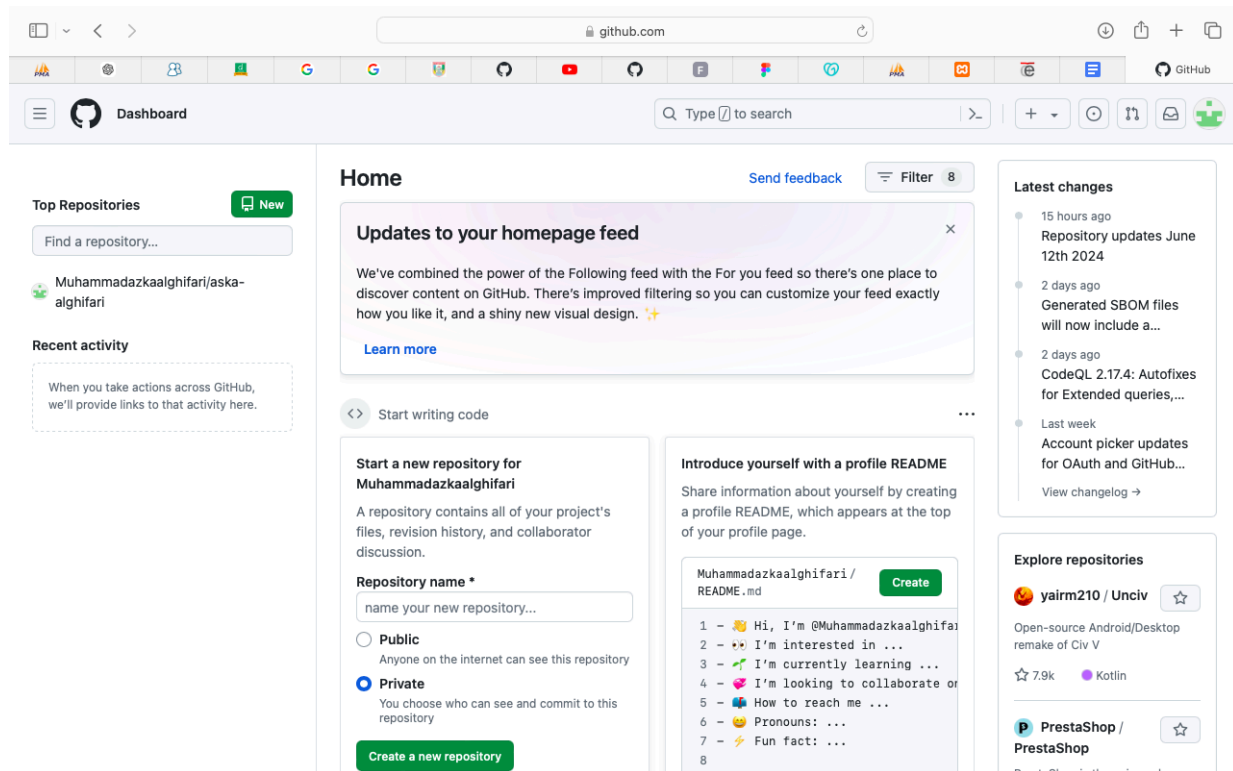 github.com
PMA
G
G
F
PMA
GitHub
Dashboard
Type / to search
Top Repositories
New
Find a repository...
Muhammadazkaalghifari/aska-
alghifari
Recent activity
When you take actions across GitHub,
we'll provide links to that activity here.
Home
Send feedback
Filter 8
Updates to your homepage feed
We've combined the power of the Following feed with the For you feed so there's one place to
discover content on GitHub. There's improved filtering so you can customize your feed exactly
how you like it, and a shiny new visual design. ✨
Learn more
Start writing code
Start a new repository for
Muhammadazkaalghifari
A repository contains all of your project's
files, revision history, and collaborator
discussion.
Repository name *
name your new repository...
Public
Anyone on the internet can see this repository
Private
You choose who can see and commit to this
repository
Create a new repository
Introduce yourself with a profile README
Share information about yourself by creating
a profile README, which appears at the top
of your profile page.
Muhammadazkaalghifari/
README.md
Create
1 - 👋 Hi, I'm @Muhammadazkaalghifar
2 - 👀 I'm interested in ...
3 - 🌱 I'm currently learning ...
4 - 💞️ I'm looking to collaborate on
5 - 📫 How to reach me ...
6 - 😄 Pronouns: ...
7 - ⚡ Fun fact: ...
8
Latest changes
15 hours ago
Repository updates June
12th 2024
2 days ago
Generated SBOM files
will now include a...
2 days ago
CodeQL 2.17.4: Autofixes
for Extended queries,...
Last week
Account picker updates
for OAuth and GitHub...
View changelog →
Explore repositories
yairm210 / Unciv
Open-source Android/Desktop
remake of Civ V
7.9k Kotlin
PrestaShop /
PrestaShop